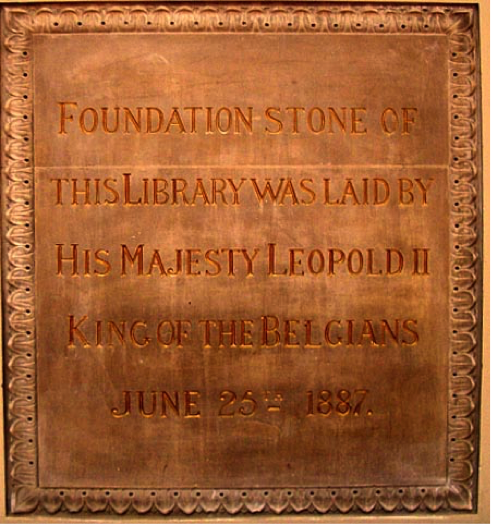 FOUNDATION STONE OF
THIS LIBRARY WAS LAID BY
HIS MAJESTY LEOPOLD II
KING OF THE BELGIANS
JUNE 25TH 1887.